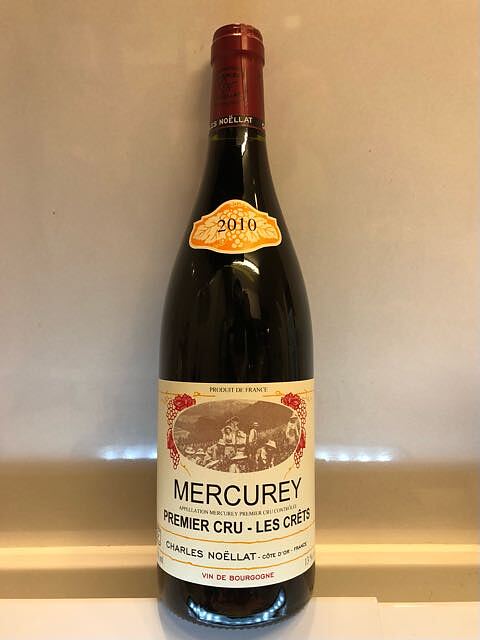 ES NOËLLAT
2010
PRODUIT DE FRANCE
MERCUREY
APPELLATION MERCUREY PREMIER CRU CONTRÔLÉE
PREMIER CRU - LES CRÊTS
CHARLES NOËLLAT - CÔTE D'OR - FRANCE
VIN DE BOURGOGNE